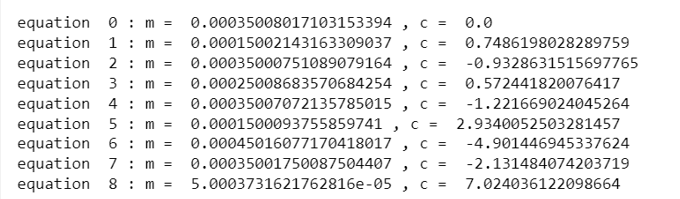 equation  0 : m =  0.00035008017103153394 , c =  0.0
equation  1 : m =  0.00015002143163309037 , c =  0.7486198028289759
equation  2 : m =  0.00035000751089079164 , c =  -0.9328631515697765
equation  3 : m =  0.00025008683570684254 , c =  0.572441820076417
equation  4 : m =  0.00035007072135785015 , c =  -1.221669024045264
equation  5 : m =  0.0001500093755859741 , c =  2.9340052503281457
equation  6 : m =  0.00045016077170418017 , c =  -4.901446945337624
equation  7 : m =  0.00035001750087504407 , c =  -2.131484074203719
equation  8 : m =  5.0003731621762816e-05 , c =  7.024036122098664